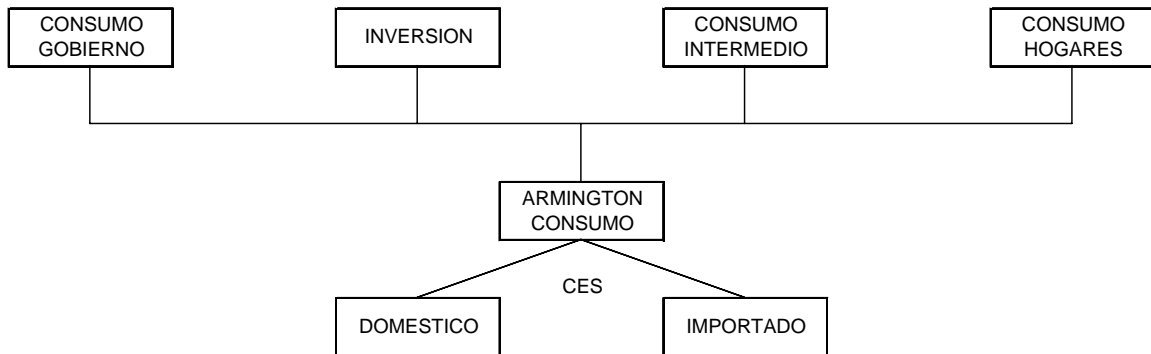 CONSUMO
GOBIERNO
INVERSION
CONSUMO
INTERMEDIO
CONSUMO
HOGARES
ARMINGTON
CONSUMO
CES
DOMESTICO
IMPORTADO